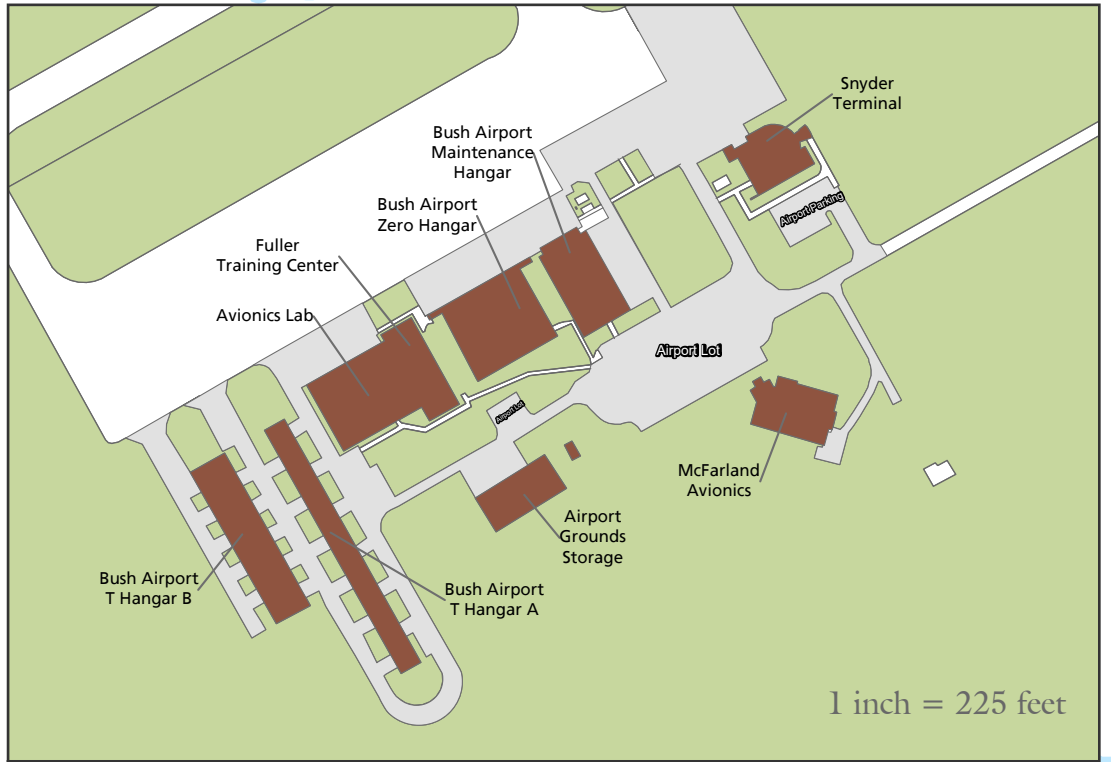 Snyder
Terminal
Bush Airport
Maintenance
Hangar
Airport Parking
Bush Airport
Zero Hangar
Fuller
Training Center
Avionics Lab
Airport Lot
Airport Lot
McFarland
Avionics
Airport
Grounds
Storage
Bush Airport
T Hangar B
Bush Airport
T Hangar A
1 inch = 225 feet